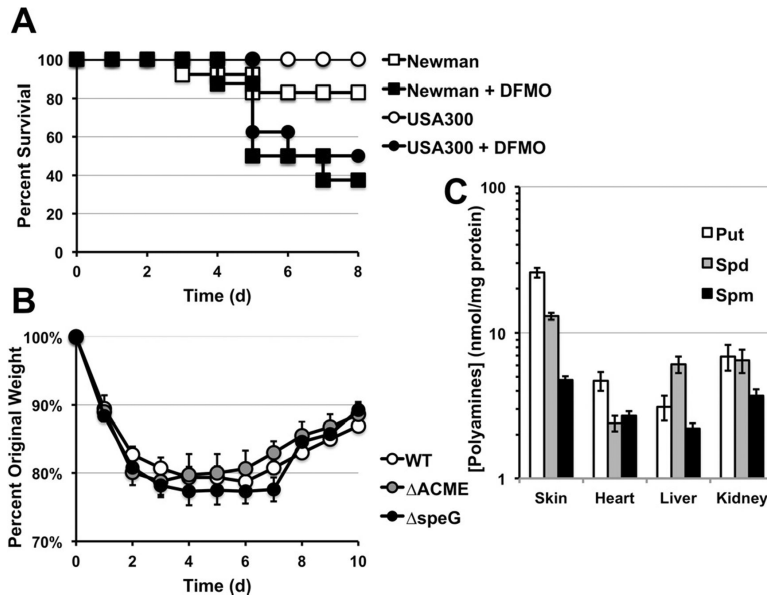 A
100
80
60
40
20
0
Percent Survivial
0 2 4 6 8
Time (d)
Newman
Newman + DFMO
USA300
USA300 + DFMO
B
100%
90%
80%
70%
Percent Original Weight
0 2 4 6 8 10
Time (d)
WT
ΔACME
ΔspeG
C
100
10
1
[Polyamines] (nmol/mg protein)
Put
Spd
Spm
Skin Heart Liver Kidney